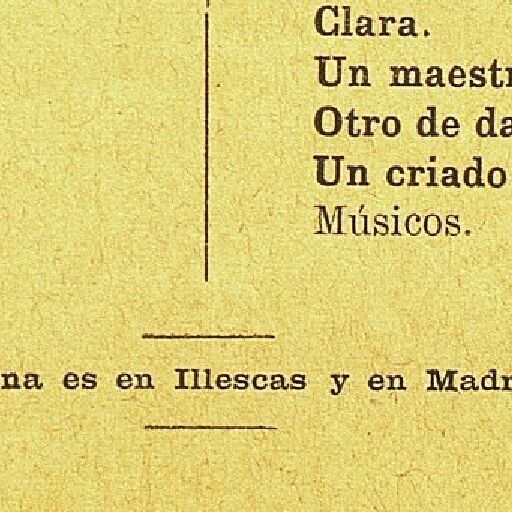 Clara.
Un maestr
Otro de da
Un criado
Músicos.
na es en Illescas y en Madr